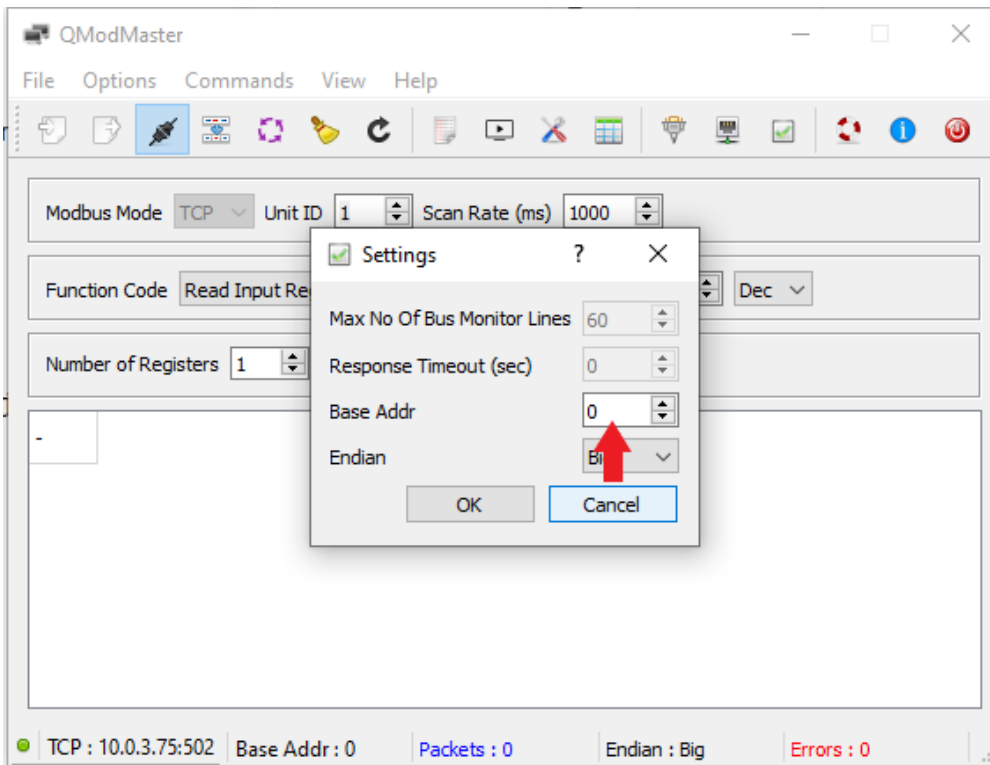 QModMaster
File Options Commands View Help
Modbus Mode TCP Unit ID 1 Scan Rate (ms) 1000
Settings ?
Function Code Read Input Re Dec
Max No Of Bus Monitor Lines 60
Number of Registers 1
Response Timeout (sec) 0
Base Addr 0
-
Endian
OK Cancel
TCP : 10.0.3.75:502 Base Addr : 0 Packets : 0 Endian : Big Errors : 0